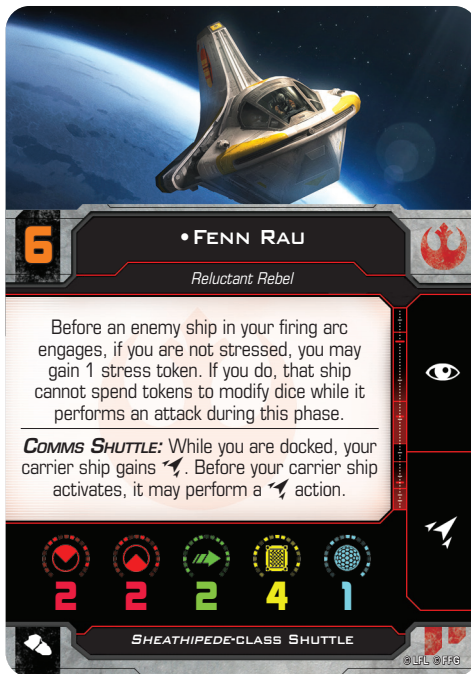 6
•Fenn Rau
Reluctant Rebel
Before an enemy ship in your firing arc
engages, if you are not stressed, you may
gain 1 stress token. If you do, that ship
cannot spend tokens to modify dice while it
performs an attack during this phase.
Comms Shuttle: While you are docked, your
carrier ship gains . Before your carrier ship
activates, it may perform a action.
2 2 2 4 1
Sheathipede-class Shuttle
©LFL ©FFG